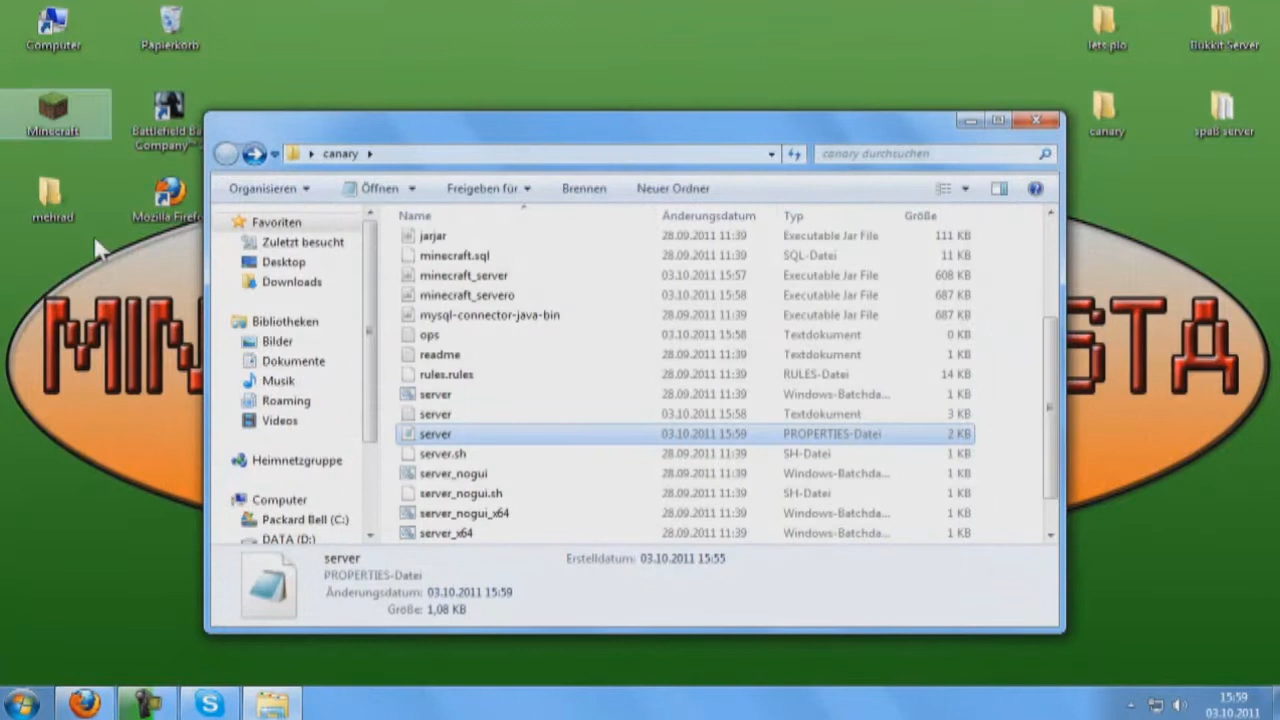 Computer
Papierkorb
Minecraft
Battlefield Ba
Company™
mehrad
Mozilla Firefo
lets plo
Bukkit Server
canary
spaß server
MIN
STA
canary
canary durchsuchen
Organisieren
Öffnen
Freigeben für
Brennen
Neuer Ordner
Favoriten
Zuletzt besucht
Desktop
Downloads
Bibliotheken
Bilder
Dokumente
Musik
Roaming
Videos
Heimnetzgruppe
Computer
Packard Bell (C:)
DATA (D:)
Name Änderungsdatum Typ Größe
jarjar 28.09.2011 11:39 Executable Jar File 111 KB
minecraft.sql 28.09.2011 11:39 SQL-Datei 11 KB
minecraft_server 03.10.2011 15:57 Executable Jar File 608 KB
minecraft_servero 03.10.2011 15:58 Executable Jar File 687 KB
mysql-connector-java-bin 28.09.2011 11:39 Executable Jar File 687 KB
ops 03.10.2011 15:58 Textdokument 0 KB
readme 28.09.2011 11:39 Textdokument 1 KB
rules.rules 28.09.2011 11:39 RULES-Datei 14 KB
server 28.09.2011 11:39 Windows-Batchda... 1 KB
server 03.10.2011 15:58 Textdokument 3 KB
server 03.10.2011 15:59 PROPERTIES-Datei 2 KB
server.sh 28.09.2011 11:39 SH-Datei 1 KB
server_nogui 28.09.2011 11:39 Windows-Batchda... 1 KB
server_nogui.sh 28.09.2011 11:39 SH-Datei 1 KB
server_nogui_x64 28.09.2011 11:39 Windows-Batchda... 1 KB
server_x64 28.09.2011 11:39 Windows-Batchda... 1 KB
server
Erstelldatum: 03.10.2011 15:55
PROPERTIES-Datei
Änderungsdatum: 03.10.2011 15:59
Größe: 1,08 KB
15:59
03.10.2011